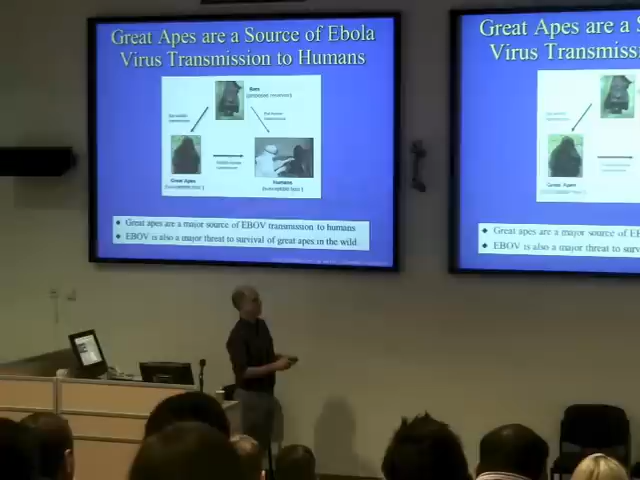 Great Apes are a Source of Ebola
Virus Transmission to Humans
Bats
Great Apes
Humans
Great apes are a major source of EBOV transmission to humans
EBOV is also a major threat to survival of great apes in the wild
Great Apes are a S
Virus Transmissi
Great Apes
Great apes are a major source of EB
EBOV is also a major threat to surv